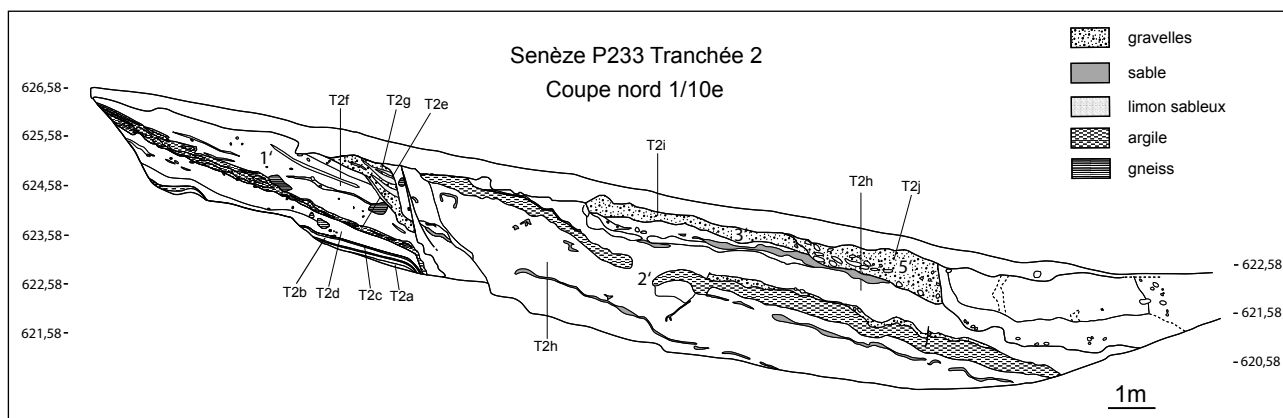 Senèze P233 Tranchée 2
Coupe nord 1/10e
gravelles
sable
limon sableux
argile
gneiss
626,58-
625,58-
624,58-
623,58-
622,58-
621,58-
T2f
T2g
T2e
1'
T2i
T2h
T2j
3
5
2'
T2b
T2d
T2c
T2a
T2h
- 622,58
- 621,58
- 620,58
1m